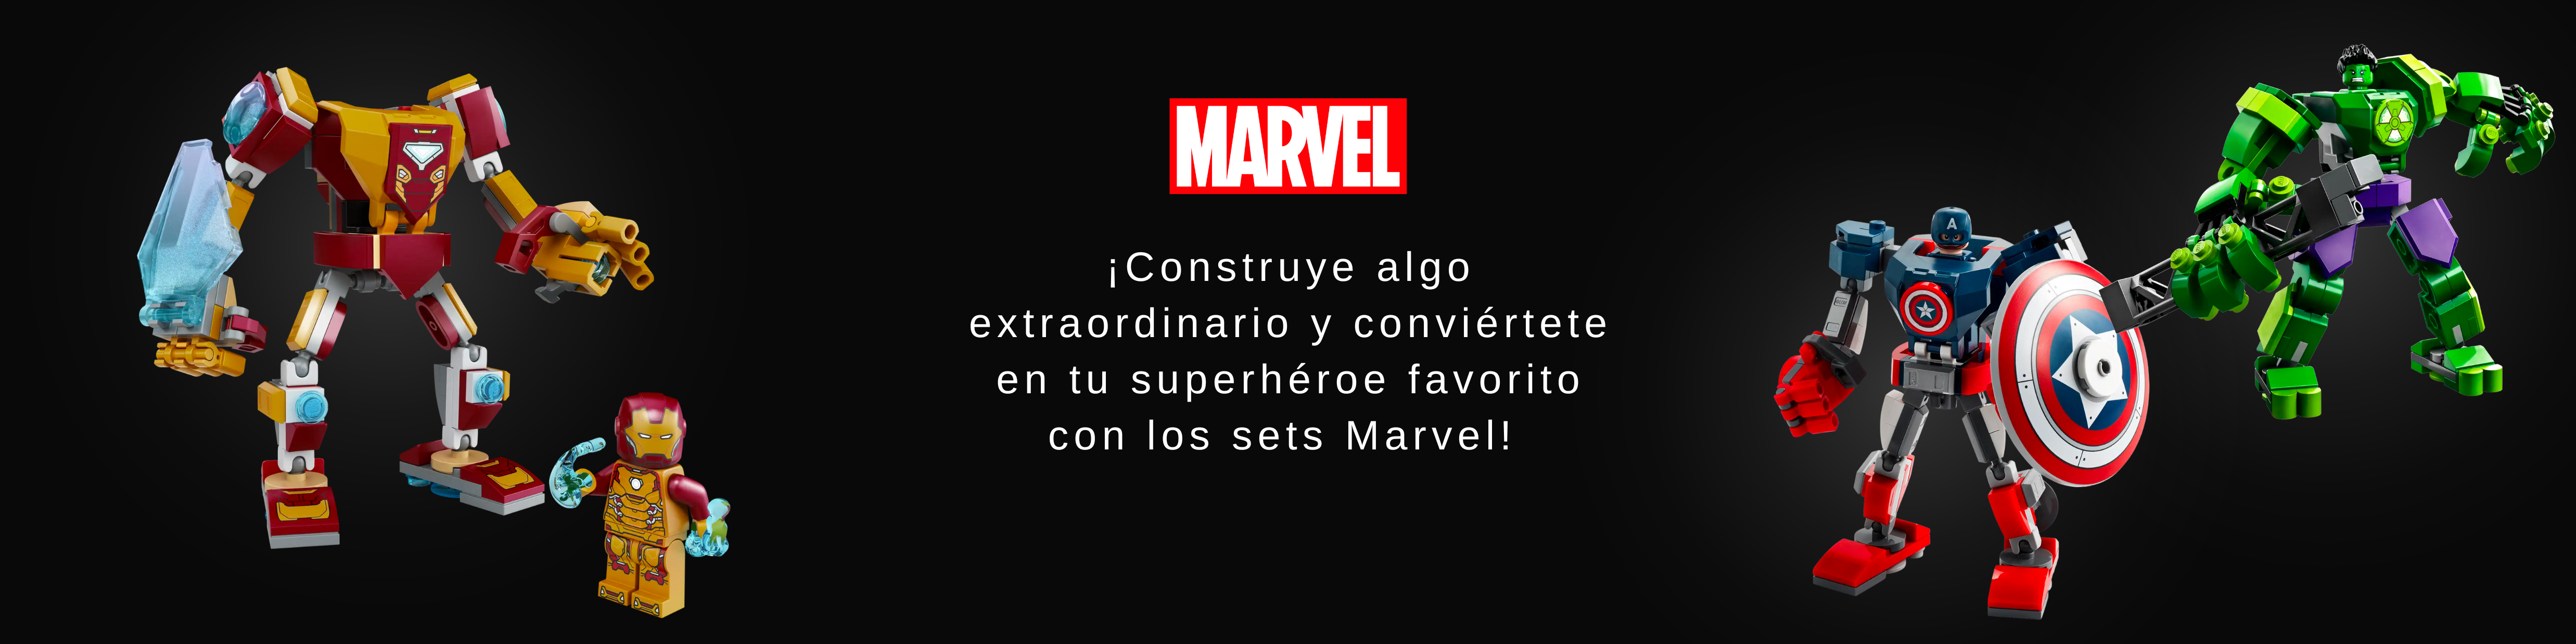 MARVEL
¡Construye algo
extraordinario y conviértete
en tu superhéroe favorito
con los sets Marvel!
A